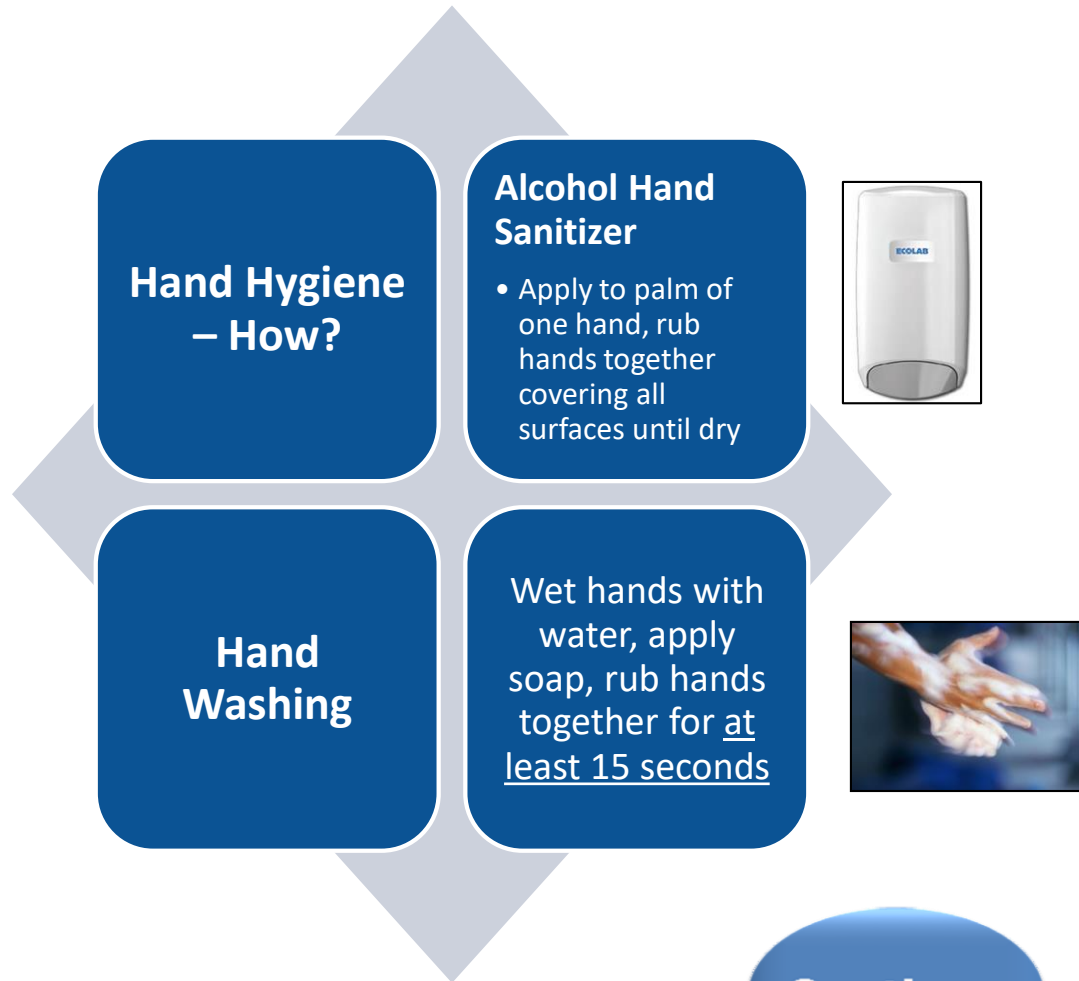 Hand Hygiene
– How?
Alcohol Hand
Sanitizer
• Apply to palm of
one hand, rub
hands together
covering all
surfaces until dry
ECOLAB
Hand
Washing
Wet hands with
water, apply
soap, rub hands
together for at
least 15 seconds